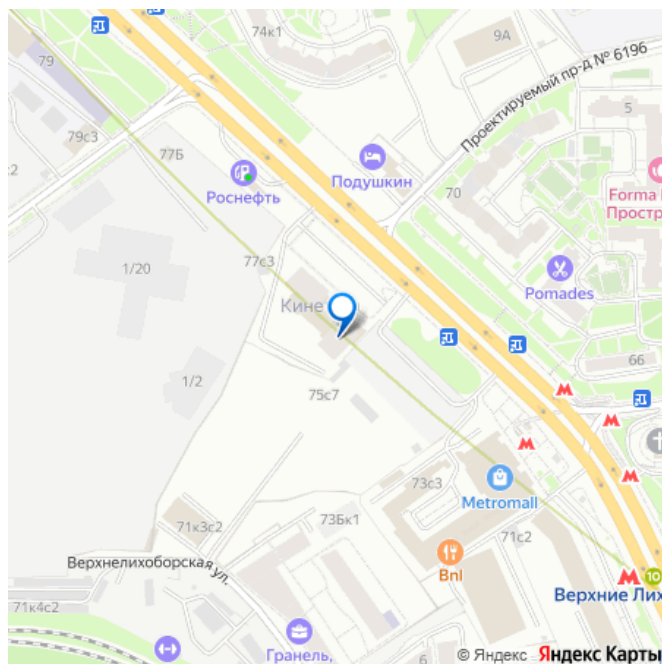 74к1
9А
79
Проектируемый пр-д № 6196
5
79с3
77Б
Подушкин
Роснефть
70
Forma
Простр
77с3
1/20
Pomades
Кине
66
1/2
75с7
73с3
Metromall
71к3с2
73Бк1
71с2
Верхнелихоборская ул.
Bnl
10
Верхние Лих
71к4с2
Гранель,
6
© Яндекс Яндекс Карты